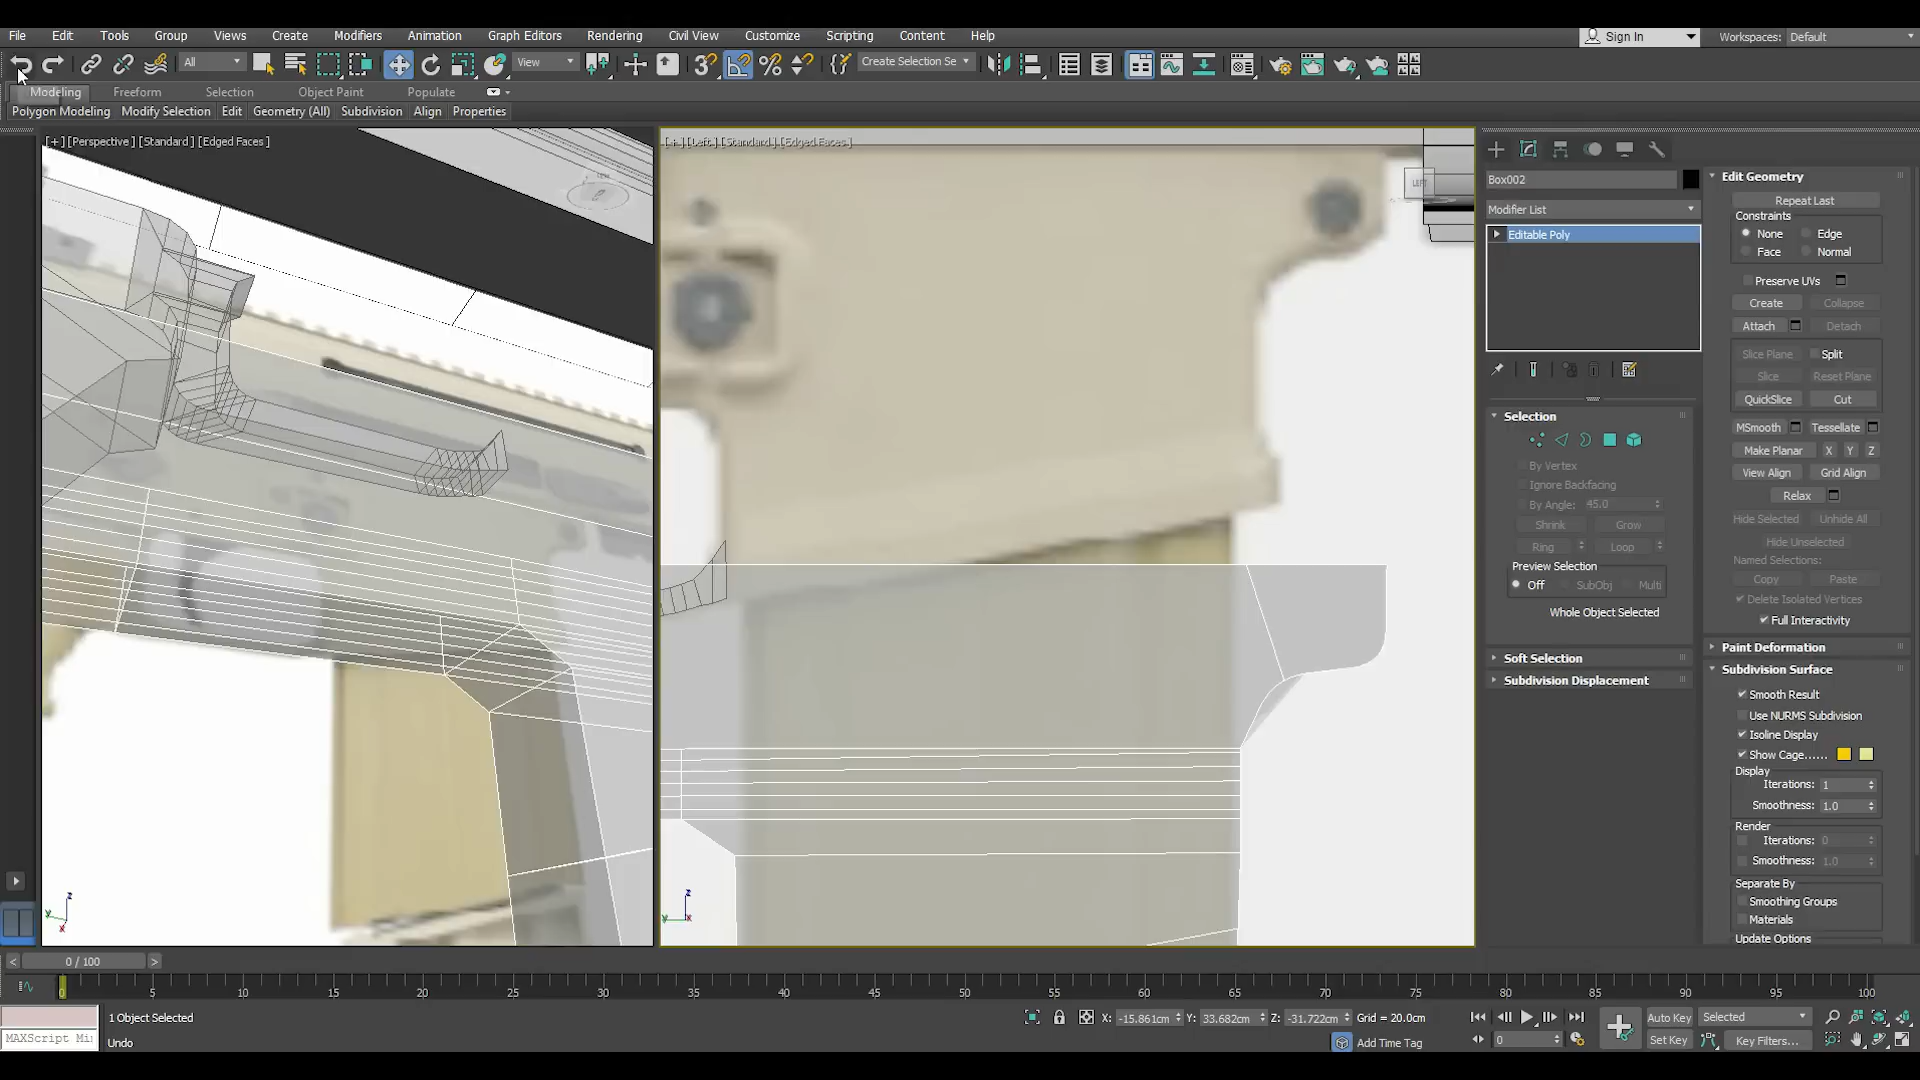 File Edit Tools Group Views Create Modifiers Animation Graph Editors Rendering Civil View Customize Scripting Content Help Sign In Workspaces: Default
All View Create Selection Se
Modeling Freeform Selection Object Paint Populate
Polygon Modeling Modify Selection Edit Geometry (All) Subdivision Align Properties
[+] [Perspective ] [Standard ] [Edged Faces ]
[+] [Left ] [Standard ] [Edged Faces ]
LEFT
Box002
Modifier List
Editable Poly
Selection
By Vertex
Ignore Backfacing
By Angle: 45.0
Shrink Grow
Ring Loop
Preview Selection
Off SubObj Multi
Whole Object Selected
Soft Selection
Subdivision Displacement
Edit Geometry
Repeat Last
Constraints
None Edge
Face Normal
Preserve UVs
Create Collapse
Attach Detach
Slice Plane Split
Slice Reset Plane
QuickSlice Cut
MSmooth Tessellate
Make Planar X Y Z
View Align Grid Align
Relax
Hide Selected Unhide All
Hide Unselected
Named Selections:
Copy Paste
Delete Isolated Vertices
Full Interactivity
Paint Deformation
Subdivision Surface
Smooth Result
Use NURMS Subdivision
Isoline Display
Show Cage......
Display
Iterations: 1
Smoothness: 1.0
Render
Iterations: 0
Smoothness: 1.0
Separate By
Smoothing Groups
Materials
Update Options
z y x
z y x
< 0 / 100 >
0 5 10 15 20 25 30 35 40 45 50 55 60 65 70 75 80 85 90 95 100
1 Object Selected X: -15.861cm Y: 33.682cm Z: -31.722cm Grid = 20.0cm Auto Key Selected
MAXScript Mi Undo Add Time Tag 0 Set Key Key Filters...